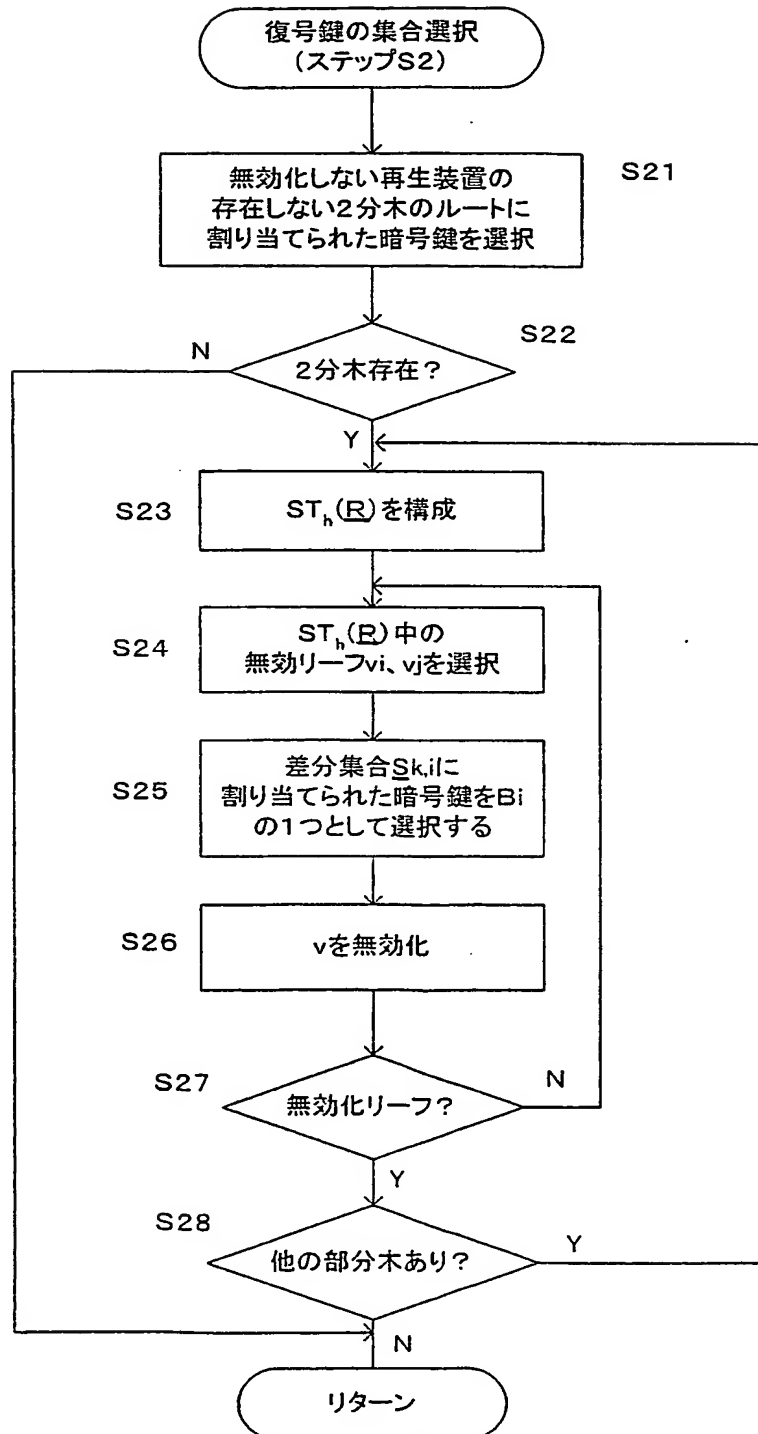 復号鍵の集合選択
(ステップS2)
無効化しない再生装置の
存在しない2分木のルートに
割り当てられた暗号鍵を選択
S21
2分木存在?
S22
N
Y
S23
STh(R)を構成
S24
STh(R)中の
無効リーフvi、vjを選択
S25
差分集合Sk,iに
割り当てられた暗号鍵をBi
の1つとして選択する
S26
vを無効化
S27
無効化リーフ?
N
Y
S28
他の部分木あり?
Y
N
リターン